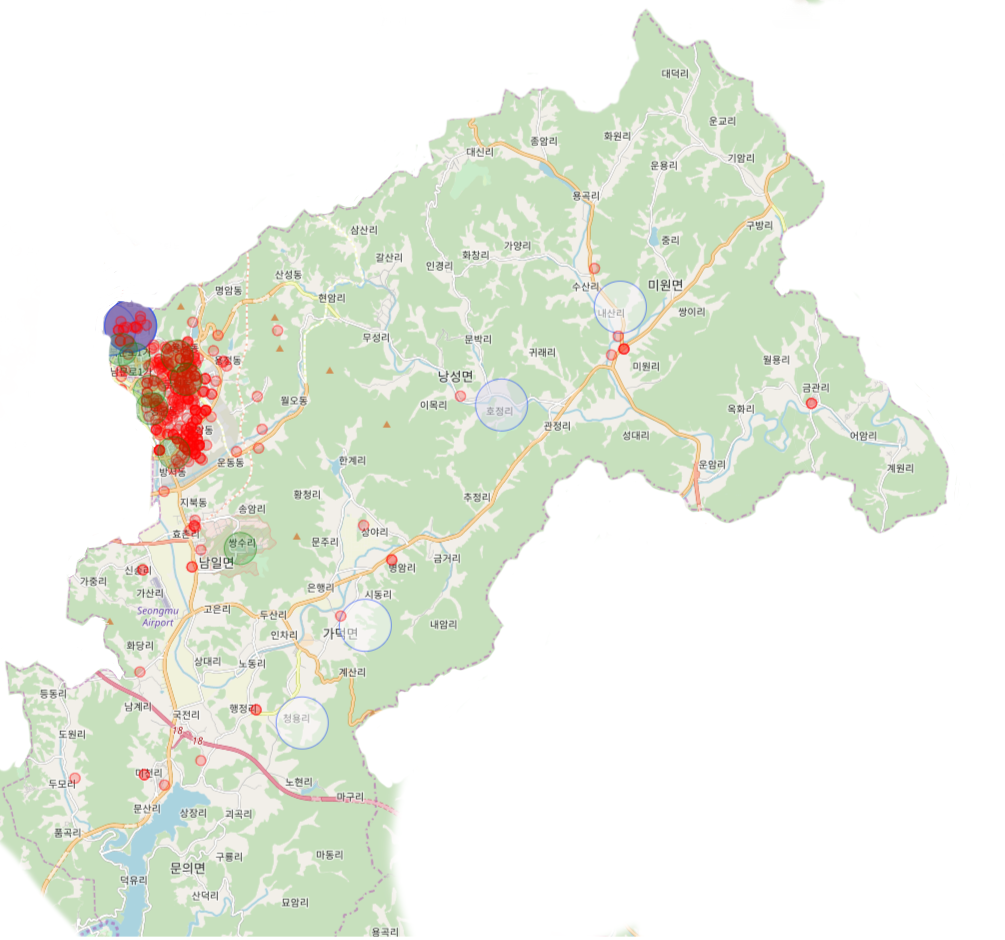 대덕리
운교리
화원리
종암리
대신리
기암리
운용리
용곡리
구방리
삼산리
중리
가양리
갈산리
화창리
인경리
산성동
수산리
미원면
명암동
현암리
내산리
쌍이리
무성리
문박리
귀래리
월용리
남문로1가
미원리
낭성면
금관리
월오동
이목리
호정리
옥화리
관정리
성대리
어암리
방서동
운동동
한계리
운암리
계원리
황청리
추정리
지북동
송암리
효촌리
상야리
쌍수리
문주리
남일면
금거리
병암리
신송리
가중리
은행리
시동리
가산리
Seongmu
Airport
고은리
두산리
내암리
인차리
가덕면
화당리
상대리
노동리
계산리
등동리
남계리
행정리
국전리
청용리
도원리
18
18
미천리
두모리
노현리
마구리
문산리
상장리
괴곡리
품곡리
구룡리
마동리
문의면
덕유리
산덕리
묘암리
용곡리